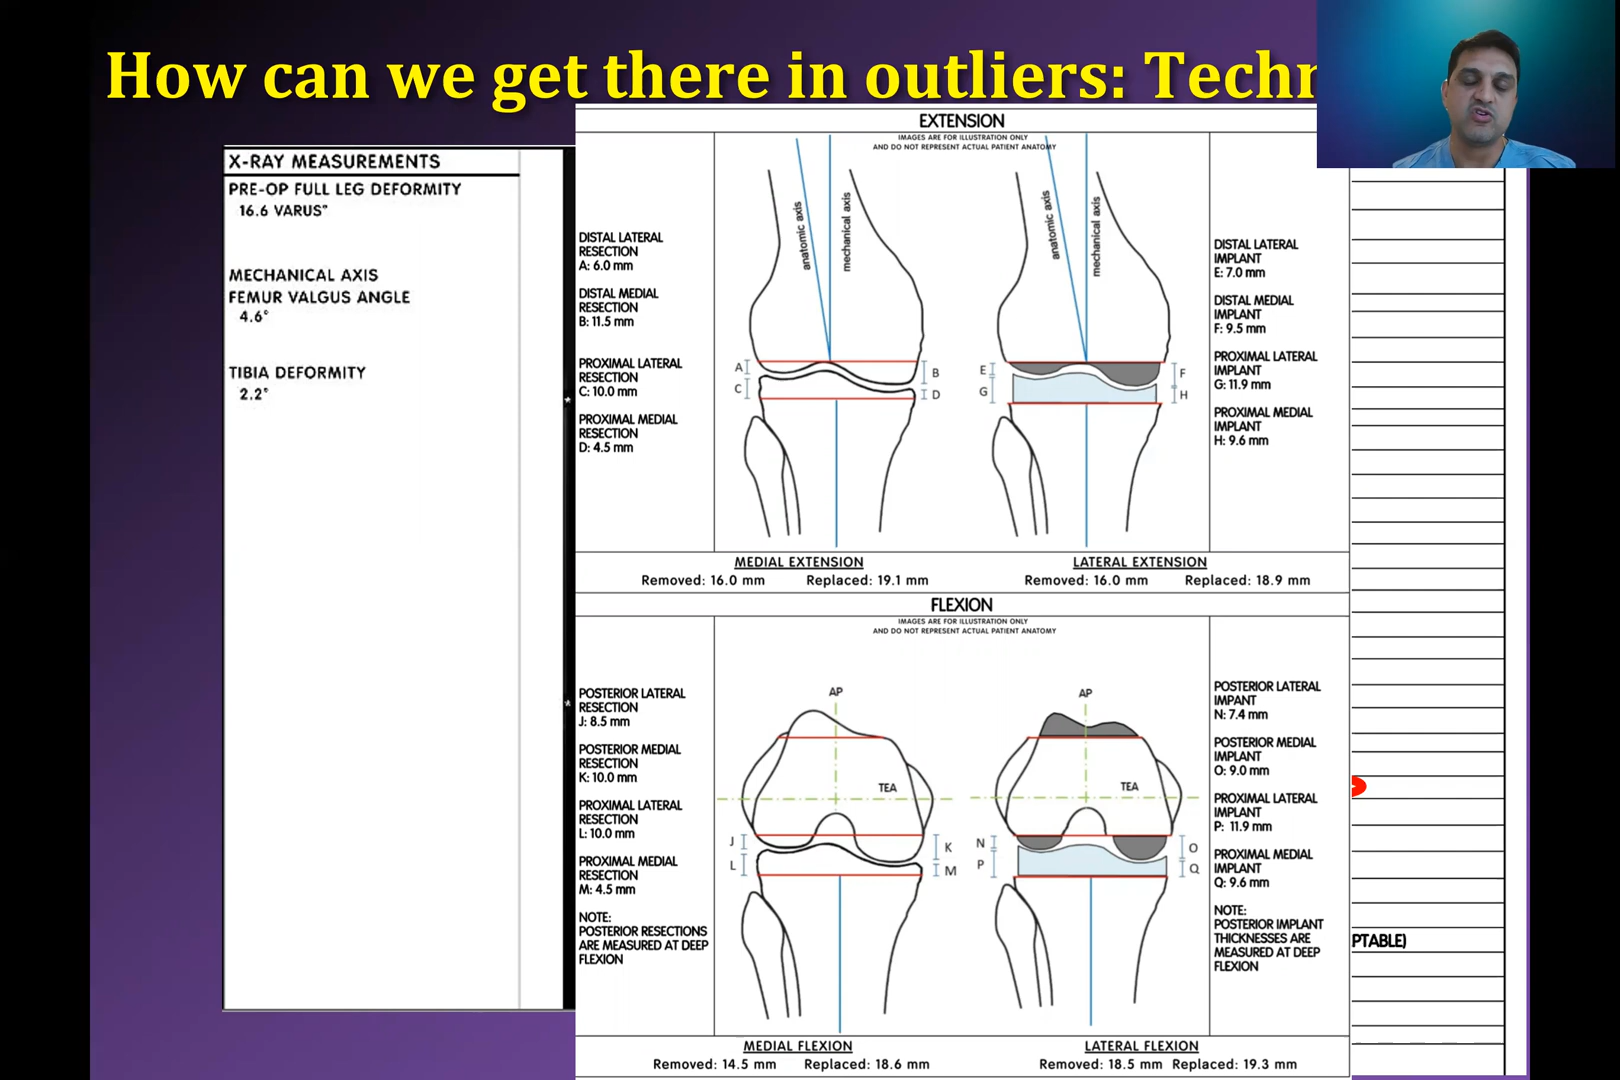 How can we get there in outliers: Techn
X-RAY MEASUREMENTS
PRE-OP FULL LEG DEFORMITY
16.6 VARUS°
MECHANICAL AXIS
FEMUR VALGUS ANGLE
4.6°
TIBIA DEFORMITY
2.2°
EXTENSION
IMAGES ARE FOR ILLUSTRATION ONLY
AND DO NOT REPRESENT ACTUAL PATIENT ANATOMY
DISTAL LATERAL
RESECTION
A: 6.0 mm
DISTAL MEDIAL
RESECTION
B: 11.5 mm
PROXIMAL LATERAL
RESECTION
C: 10.0 mm
PROXIMAL MEDIAL
RESECTION
D: 4.5 mm
anatomic axis
mechanical axis
A
B
C
D
anatomic axis
mechanical axis
E
F
G
H
DISTAL LATERAL
IMPLANT
E: 7.0 mm
DISTAL MEDIAL
IMPLANT
F: 9.5 mm
PROXIMAL LATERAL
IMPLANT
G: 11.9 mm
PROXIMAL MEDIAL
IMPLANT
H: 9.6 mm
MEDIAL EXTENSION
Removed: 16.0 mm Replaced: 19.1 mm
LATERAL EXTENSION
Removed: 16.0 mm Replaced: 18.9 mm
FLEXION
IMAGES ARE FOR ILLUSTRATION ONLY
AND DO NOT REPRESENT ACTUAL PATIENT ANATOMY
POSTERIOR LATERAL
RESECTION
J: 8.5 mm
POSTERIOR MEDIAL
RESECTION
K: 10.0 mm
PROXIMAL LATERAL
RESECTION
L: 10.0 mm
PROXIMAL MEDIAL
RESECTION
M: 4.5 mm
NOTE:
POSTERIOR RESECTIONS
ARE MEASURED AT DEEP
FLEXION
AP
TEA
J
K
L
M
AP
TEA
N
O
P
Q
POSTERIOR LATERAL
IMPANT
N: 7.4 mm
POSTERIOR MEDIAL
IMPLANT
O: 9.0 mm
PROXIMAL LATERAL
IMPLANT
P: 11.9 mm
PROXIMAL MEDIAL
IMPLANT
Q: 9.6 mm
NOTE:
POSTERIOR IMPLANT
THICKNESSES ARE
MEASURED AT DEEP
FLEXION
PTABLE)
MEDIAL FLEXION
Removed: 14.5 mm Replaced: 18.6 mm
LATERAL FLEXION
Removed: 18.5 mm Replaced: 19.3 mm